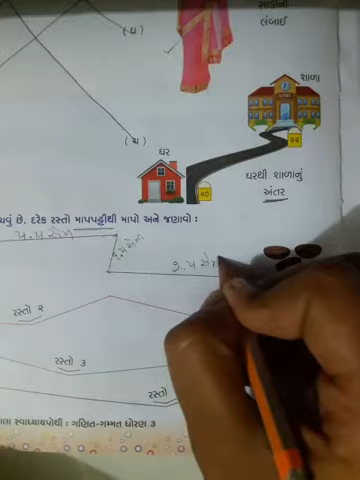 સાડીની
લંબાઈ
(ઘ)
શાળા
(ચ)
ઘર
૨૦
૨૨
ઘરથી શાળાનું
અંતર
છે. દરેક રસ્તો માપપટ્ટીથી માપો અને જણાવો :
૫.૫ સેમી
૭.૫ સે
રસ્તો ૨
રસ્તો ૩
રસ્તો
સ્વાધ્યાયપોથી : ગણિત-ગમ્મત ધોરણ ૩